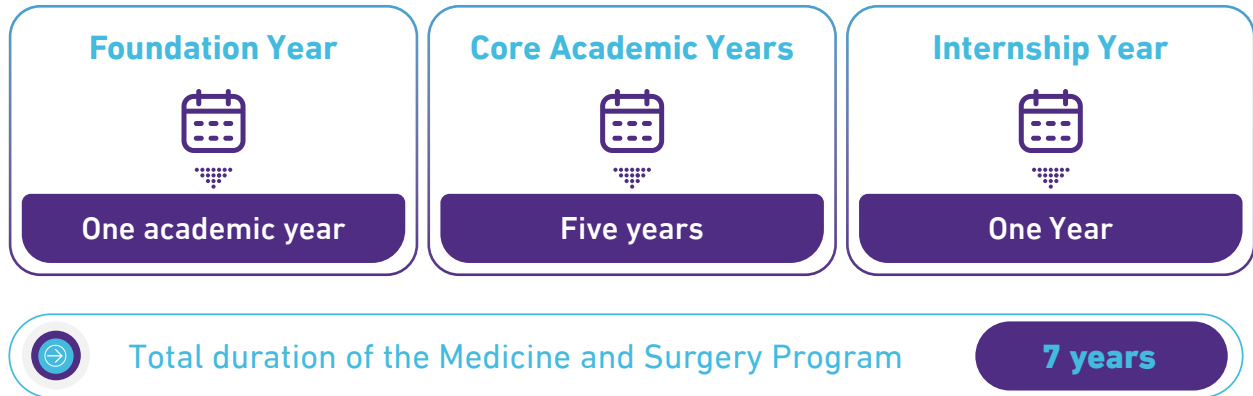 Foundation Year
One academic year
Core Academic Years
Five years
Internship Year
One Year
Total duration of the Medicine and Surgery Program
7 years